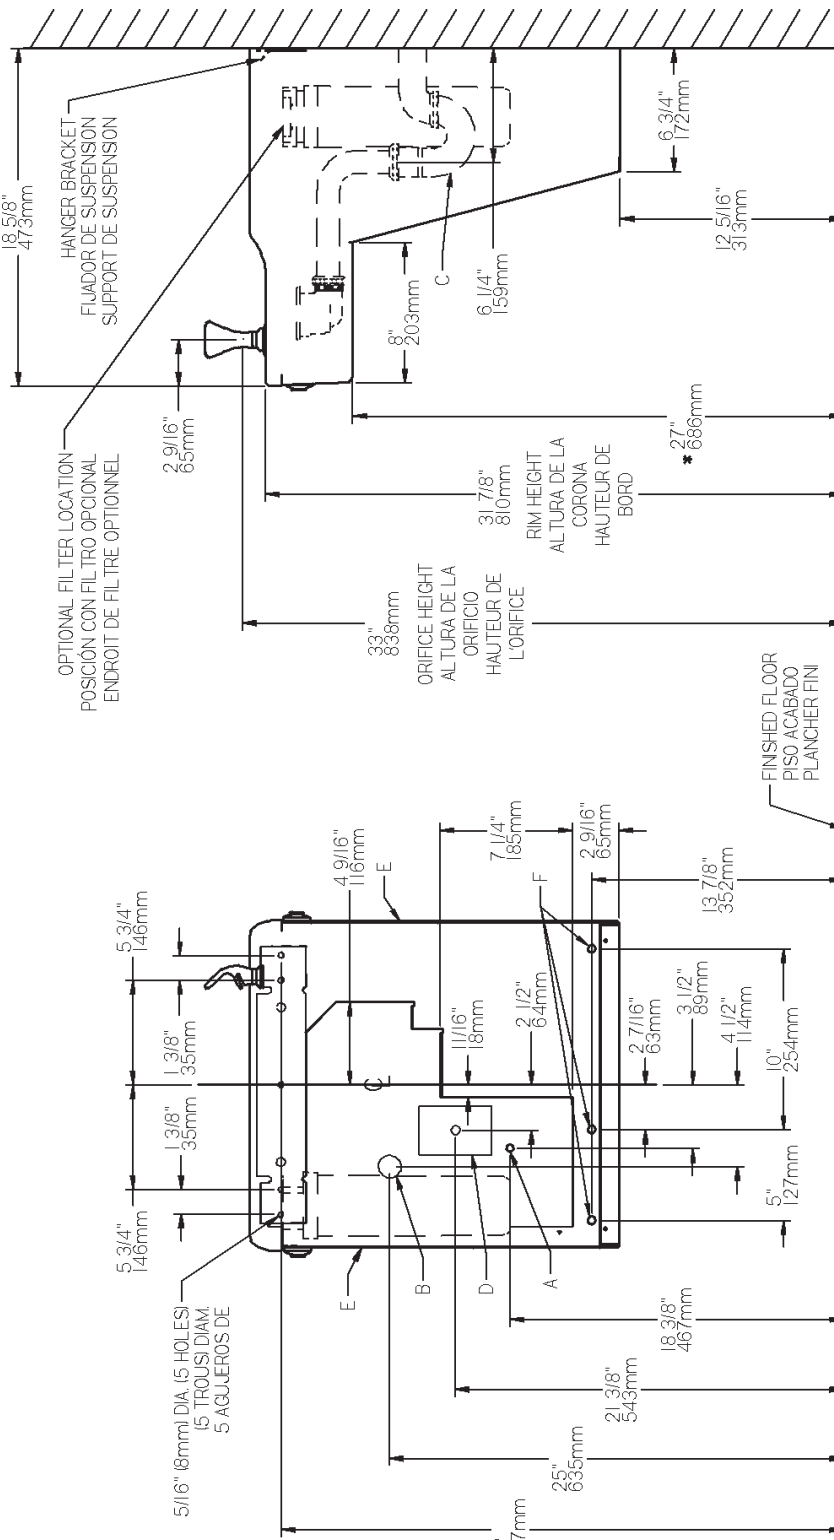 18 5/8"
473mm
HANGER BRACKET
FIJADOR DE SUSPENSION
SUPPORT DE SUSPENSION
OPTIONAL FILTER LOCATION
POSICIÓN CON FILTRO OPCIONAL
ENDROIT DE FILTRE OPTIONNEL
2 9/16"
65mm
6 3/4"
172mm
12 5/16"
313mm
C
6 1/4"
159mm
8"
203mm
27"
* 686mm
31 7/8"
810mm
RIM HEIGHT
ALTURA DE LA
CORONA
HAUTEUR DE
BORD
33"
838mm
ORIFICE HEIGHT
ALTURA DE LA
ORIFICIO
HAUTEUR DE
L'ORIFICE
FINISHED FLOOR
PISO ACABADO
PLANCHER FINI
5 3/4"
146mm
1 3/8"
35mm
1 3/8"
35mm
5 3/4"
146mm
5/16" (8mm) DIA. (5 HOLES)
(5 TROUS) DIAM.
5 AGUJEROS DE
4 9/16"
116mm
E
7 1/4"
185mm
2 9/16"
65mm
F
13 7/8"
352mm
11/16"
18mm
2 1/2"
64mm
2 7/16"
63mm
3 1/2"
89mm
4 1/2"
114mm
10"
254mm
5"
127mm
CL
E
B
D
A
18 3/8"
467mm
21 3/8"
543mm
25"
635mm
7mm